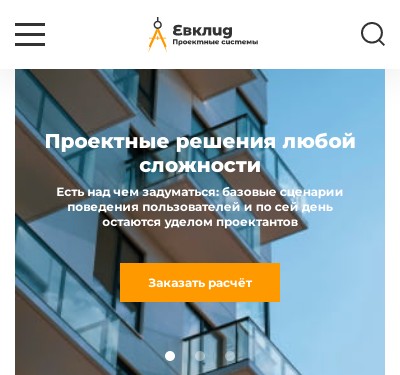 Евклид
Проектные системы
Проектные решения любой
сложности
Есть над чем задуматься: базовые сценарии
поведения пользователей и по сей день
остаются уделом проектантов
Заказать расчёт